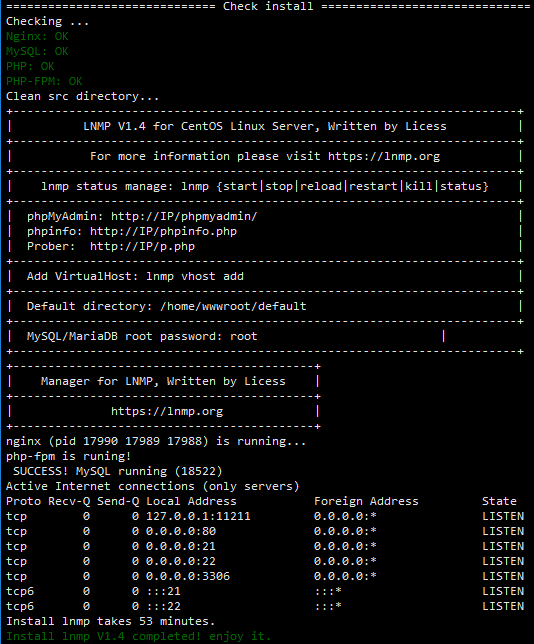 ============================== Check install ==============================
Checking ...
Nginx: OK
MySQL: OK
PHP: OK
PHP-FPM: OK
Clean src directory...
+------------------------------------------------------------------------+
|          LNMP V1.4 for CentOS Linux Server, Written by Licess          |
+------------------------------------------------------------------------+
|           For more information please visit https://lnmp.org           |
+------------------------------------------------------------------------+
|    lnmp status manage: lnmp {start|stop|reload|restart|kill|status}    |
+------------------------------------------------------------------------+
|  phpMyAdmin: http://IP/phpmyadmin/                                     |
|  phpinfo: http://IP/phpinfo.php                                        |
|  Prober:  http://IP/p.php                                              |
+------------------------------------------------------------------------+
|  Add VirtualHost: lnmp vhost add                                       |
+------------------------------------------------------------------------+
|  Default directory: /home/wwwroot/default                              |
+------------------------------------------------------------------------+
|  MySQL/MariaDB root password: root                          |
+------------------------------------------------------------------------+
+-------------------------------------------+
|    Manager for LNMP, Written by Licess    |
+-------------------------------------------+
|              https://lnmp.org             |
+-------------------------------------------+
nginx (pid 17990 17989 17988) is running...
php-fpm is runing!
 SUCCESS! MySQL running (18522)
Active Internet connections (only servers)
Proto Recv-Q Send-Q Local Address           Foreign Address         State
tcp        0      0 127.0.0.1:11211         0.0.0.0:*               LISTEN
tcp        0      0 0.0.0.0:80              0.0.0.0:*               LISTEN
tcp        0      0 0.0.0.0:21              0.0.0.0:*               LISTEN
tcp        0      0 0.0.0.0:22              0.0.0.0:*               LISTEN
tcp        0      0 0.0.0.0:3306            0.0.0.0:*               LISTEN
tcp6       0      0 :::21                   :::*                    LISTEN
tcp6       0      0 :::22                   :::*                    LISTEN
Install lnmp takes 53 minutes.
Install lnmp V1.4 completed! enjoy it.